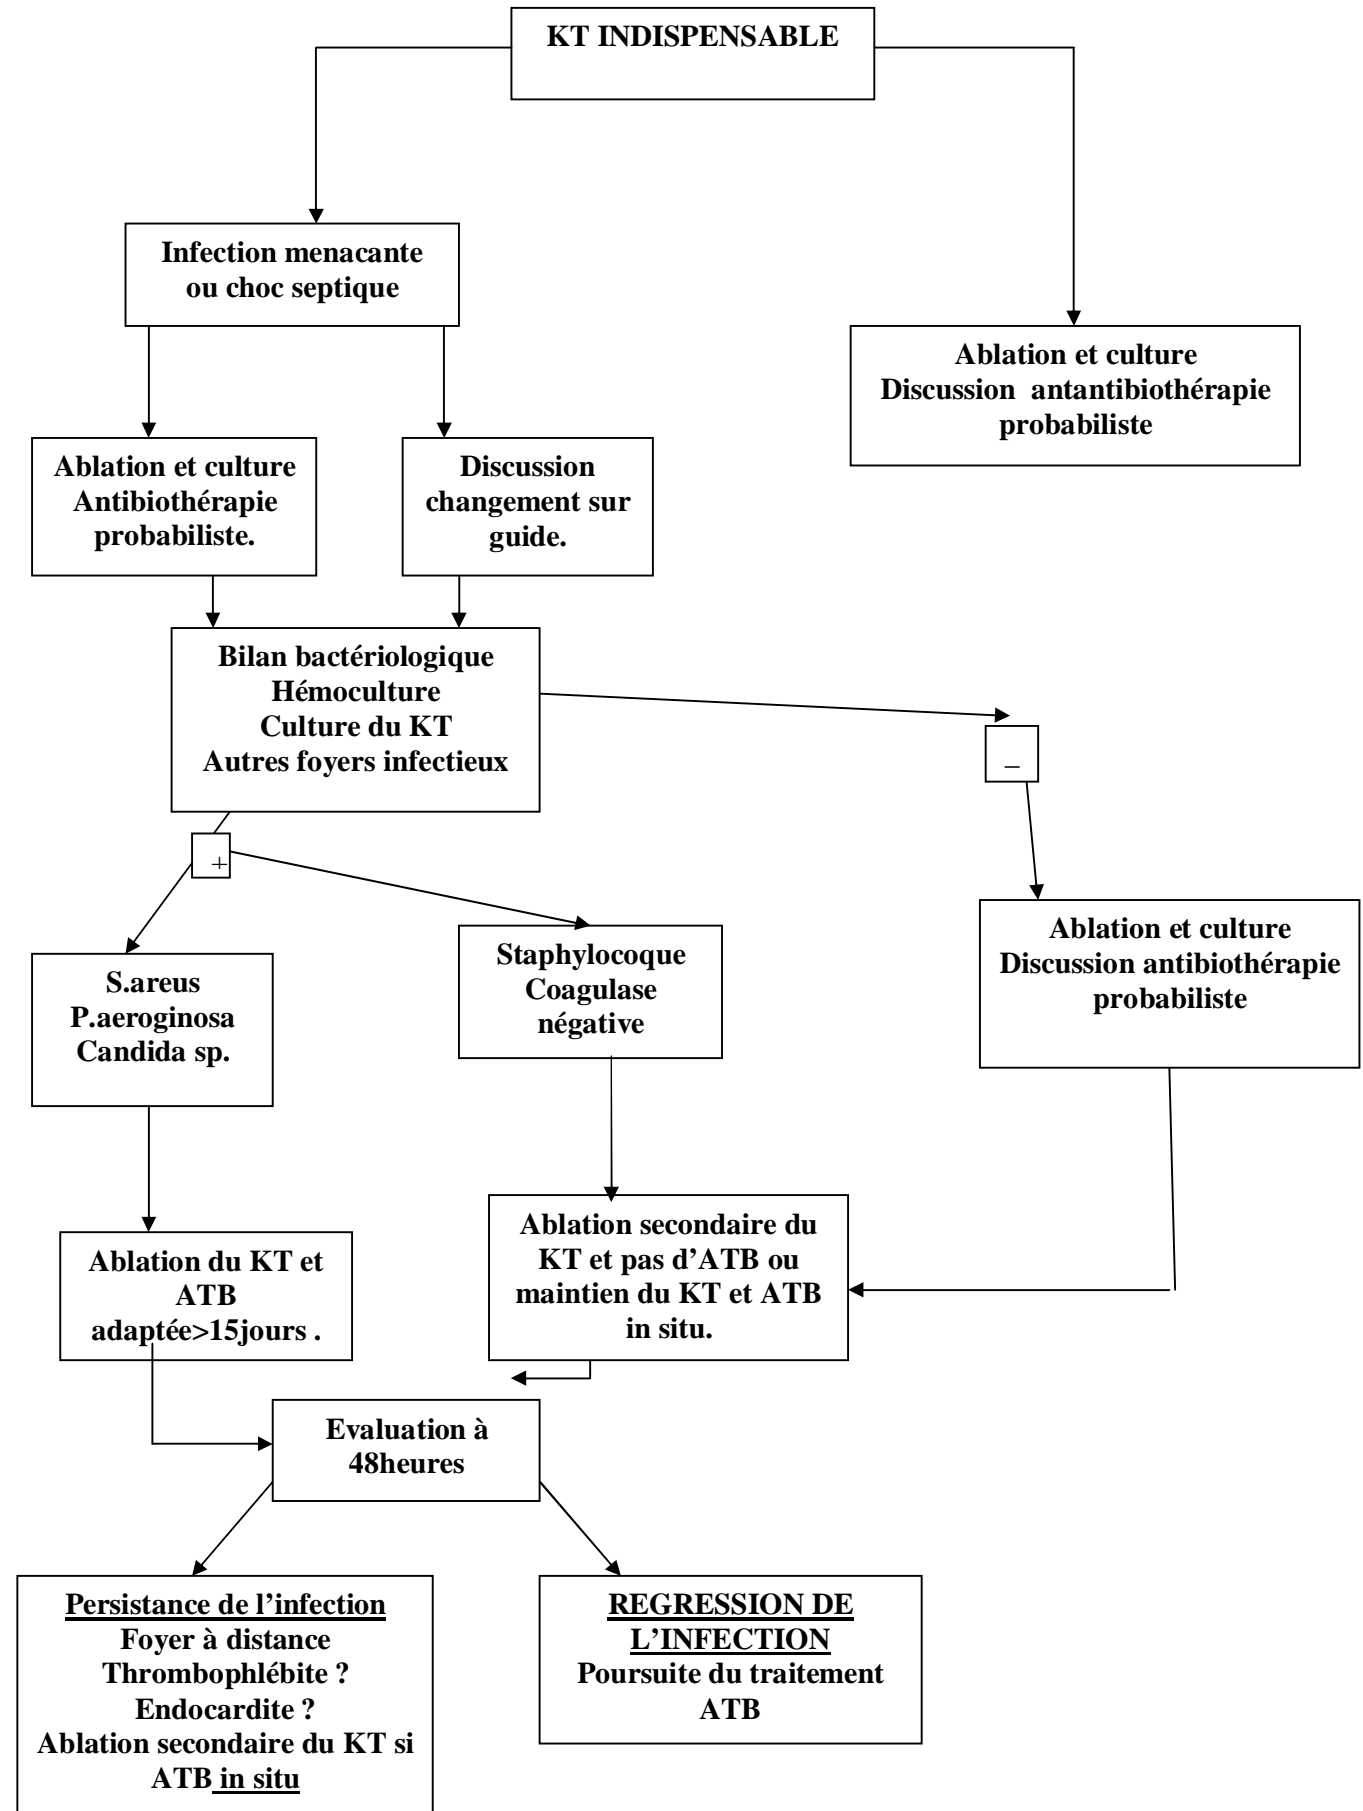 KT INDISPENSABLE
Infection menacante
ou choc septique
Ablation et culture
Discussion  antantibiothérapie
probabiliste
Ablation et culture
Antibiothérapie
probabiliste.
Discussion
changement sur
guide.
Bilan bactériologique
Hémoculture
Culture du KT
Autres foyers infectieux
_
+
Staphylocoque
Coagulase
négative
Ablation et culture
Discussion antibiothérapie
probabiliste
S.areus
P.aeroginosa
Candida sp.
Ablation secondaire du
KT et pas d’ATB ou
maintien du KT et ATB
in situ.
Ablation du KT et
ATB
adaptée>15jours .
Evaluation à
48heures
Persistance de l’infection
Foyer à distance
Thrombophlébite ?
Endocardite ?
Ablation secondaire du KT si
ATB in situ
REGRESSION DE
L’INFECTION
Poursuite du traitement
ATB